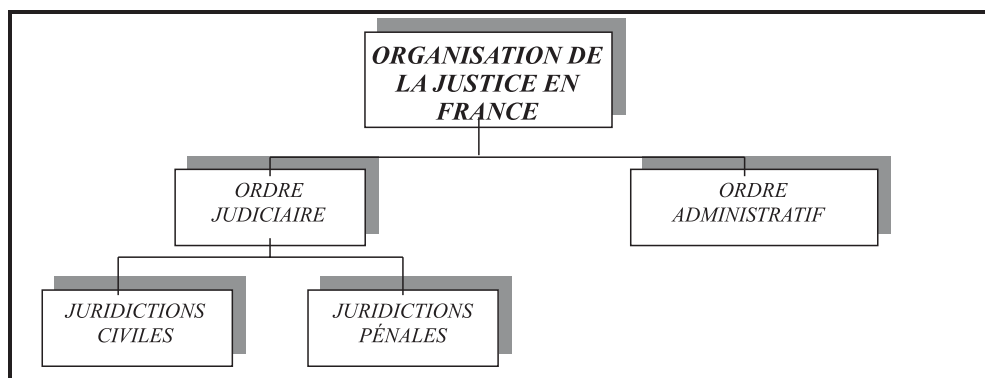 ORGANISATION DE
LA JUSTICE EN
FRANCE
ORDRE
JUDICIAIRE
ORDRE
ADMINISTRATIF
JURIDICTIONS
CIVILES
JURIDICTIONS
PÉNALES